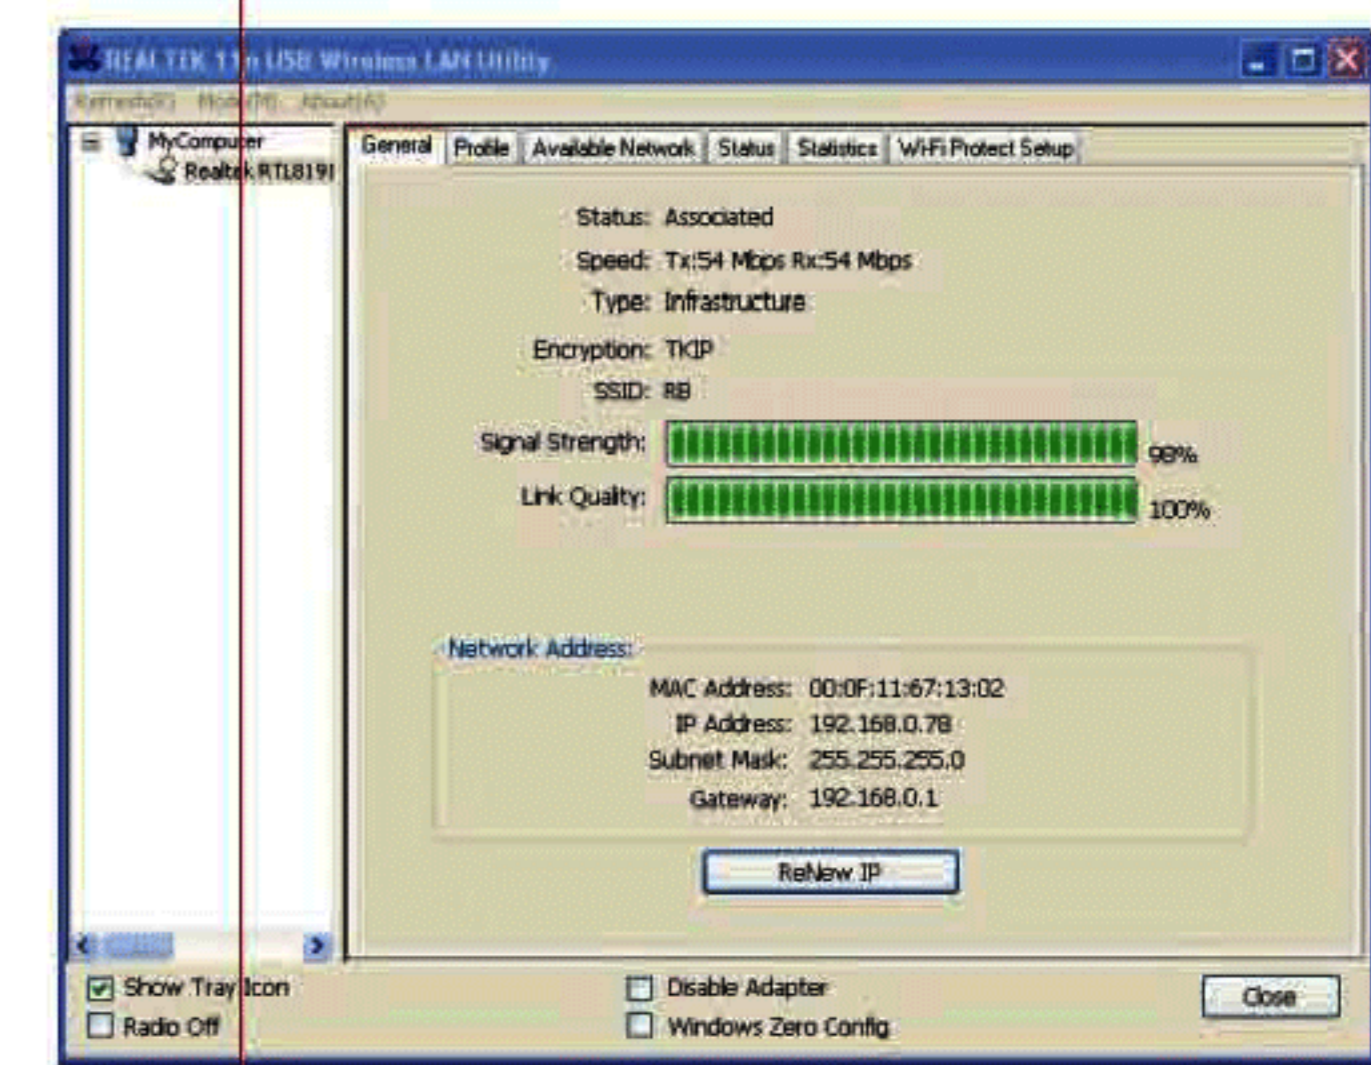 REALTEK 11n USB Wireless LAN Utility
Refresh(R) Mode(M) About(A)
MyComputer
Realtek RTL8191
General Profile Available Network Status Statistics Wi-Fi Protect Setup
Status: Associated
Speed: Tx:54 Mbps Rx:54 Mbps
Type: Infrastructure
Encryption: TKIP
SSID: RB
Signal Strength: 98%
Link Quality: 100%
Network Address:
MAC Address: 00:0F:11:67:13:02
IP Address: 192.168.0.78
Subnet Mask: 255.255.255.0
Gateway: 192.168.0.1
ReNew IP
Show Tray Icon
Radio Off
Disable Adapter
Windows Zero Config
Close